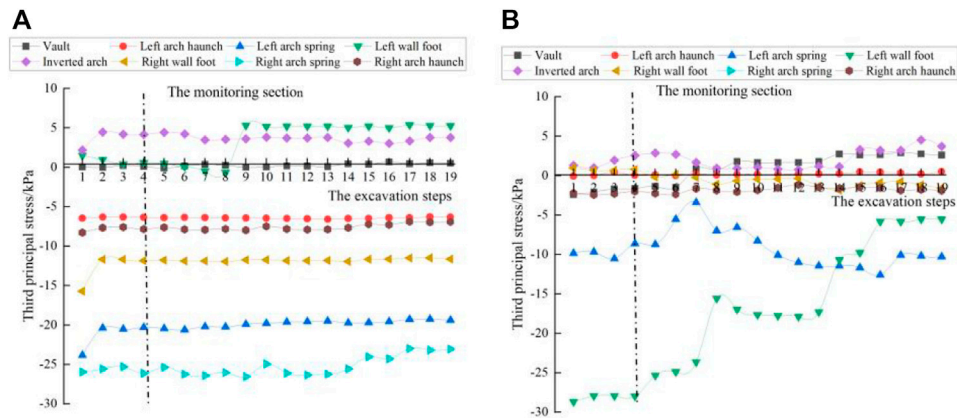 A
Vault Left arch haunch Left arch spring Left wall foot
Inverted arch Right wall foot Right arch spring Right arch haunch
The monitoring section
Third principal stress/kPa
10
5
0
-5
-10
-15
-20
-25
-30
1 2 3 4 5 6 7 8 9 10 11 12 13 14 15 16 17 18 19
The excavation steps
B
Vault Left arch haunch Left arch spring Left wall foot
Inverted arch Right wall foot Right arch spring Right arch haunch
The monitoring section
Third principal stress/kPa
10
5
0
-5
-10
-15
-20
-25
-30
The excavation steps